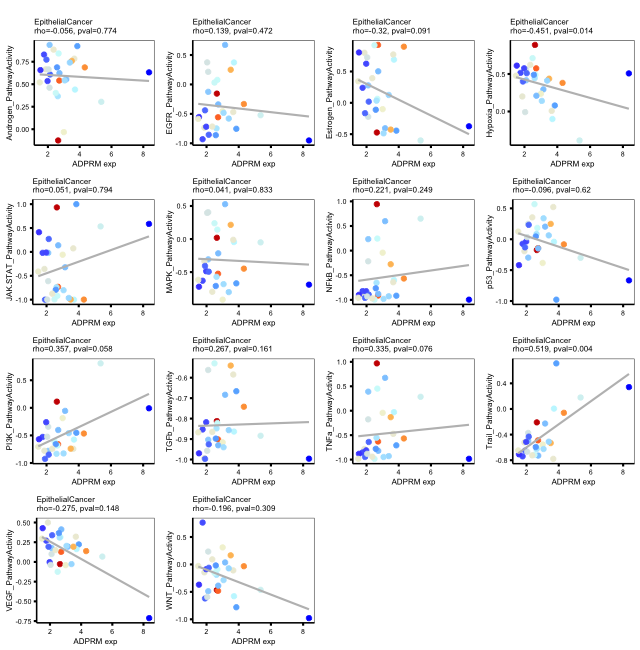 EpithelialCancer
rho=-0.056, pval=0.774
Androgen_PathwayActivity
0.75
0.50
0.25
0.00
2
4
6
8
ADPRM exp
EpithelialCancer
rho=0.139, pval=0.472
EGFR_PathwayActivity
0.5
0.0
-0.5
-1.0
2
4
6
8
ADPRM exp
EpithelialCancer
rho=-0.32, pval=0.091
Estrogen_PathwayActivity
1.0
0.5
0.0
-0.5
2
4
6
8
ADPRM exp
EpithelialCancer
rho=-0.451, pval=0.014
Hypoxia_PathwayActivity
0.5
0.0
2
4
6
8
ADPRM exp
EpithelialCancer
rho=0.051, pval=0.794
JAK.STAT_PathwayActivity
1.0
0.5
0.0
-0.5
-1.0
2
4
6
8
ADPRM exp
EpithelialCancer
rho=0.041, pval=0.833
MAPK_PathwayActivity
0.5
0.0
-0.5
2
4
6
8
ADPRM exp
EpithelialCancer
rho=0.221, pval=0.249
NFkB_PathwayActivity
1.0
0.5
0.0
-0.5
-1.0
2
4
6
8
ADPRM exp
EpithelialCancer
rho=-0.096, pval=0.62
p53_PathwayActivity
0.5
0.0
-0.5
-1.0
2
4
6
8
ADPRM exp
EpithelialCancer
rho=0.357, pval=0.058
PI3K_PathwayActivity
0.5
0.0
-0.5
-1.0
2
4
6
8
ADPRM exp
EpithelialCancer
rho=0.267, pval=0.161
TGFb_PathwayActivity
-0.6
-0.7
-0.8
-0.9
-1.0
2
4
6
8
ADPRM exp
EpithelialCancer
rho=0.335, pval=0.076
TNFa_PathwayActivity
1.0
0.5
0.0
-0.5
-1.0
2
4
6
8
ADPRM exp
EpithelialCancer
rho=0.519, pval=0.004
Trail_PathwayActivity
0.4
0.0
-0.4
-0.8
2
4
6
8
ADPRM exp
EpithelialCancer
rho=-0.275, pval=0.148
VEGF_PathwayActivity
0.50
0.25
0.00
-0.25
-0.50
-0.75
2
4
6
8
ADPRM exp
EpithelialCancer
rho=-0.196, pval=0.309
WNT_PathwayActivity
0.5
0.0
-0.5
-1.0
2
4
6
8
ADPRM exp